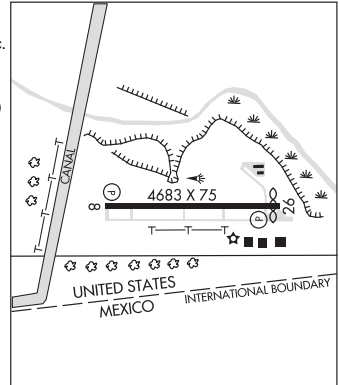 c.
)
CANAL
T
T
T
P
4683 X 75
8
26
P
T
T
T
UNITED STATES
INTERNATIONAL BOUNDARY
MEXICO